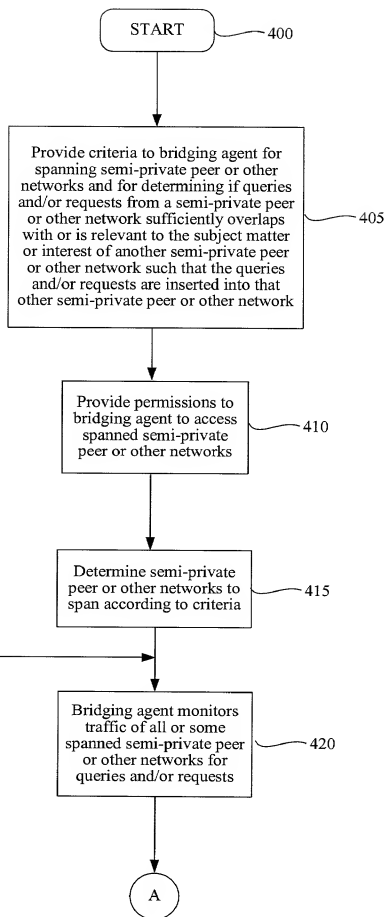 START
400
Provide criteria to bridging agent for
spanning semi-private peer or other
networks and for determining if queries
and/or requests from a semi-private peer
or other network sufficiently overlaps
with or is relevant to the subject matter
or interest of another semi-private peer
or other network such that the queries
and/or requests are inserted into that
other semi-private peer or other network
405
Provide permissions to
bridging agent to access
spanned semi-private
peer or other networks
410
Determine semi-private
peer or other networks to
span according to criteria
415
Bridging agent monitors
traffic of all or some
spanned semi-private peer
or other networks for
queries and/or requests
420
A